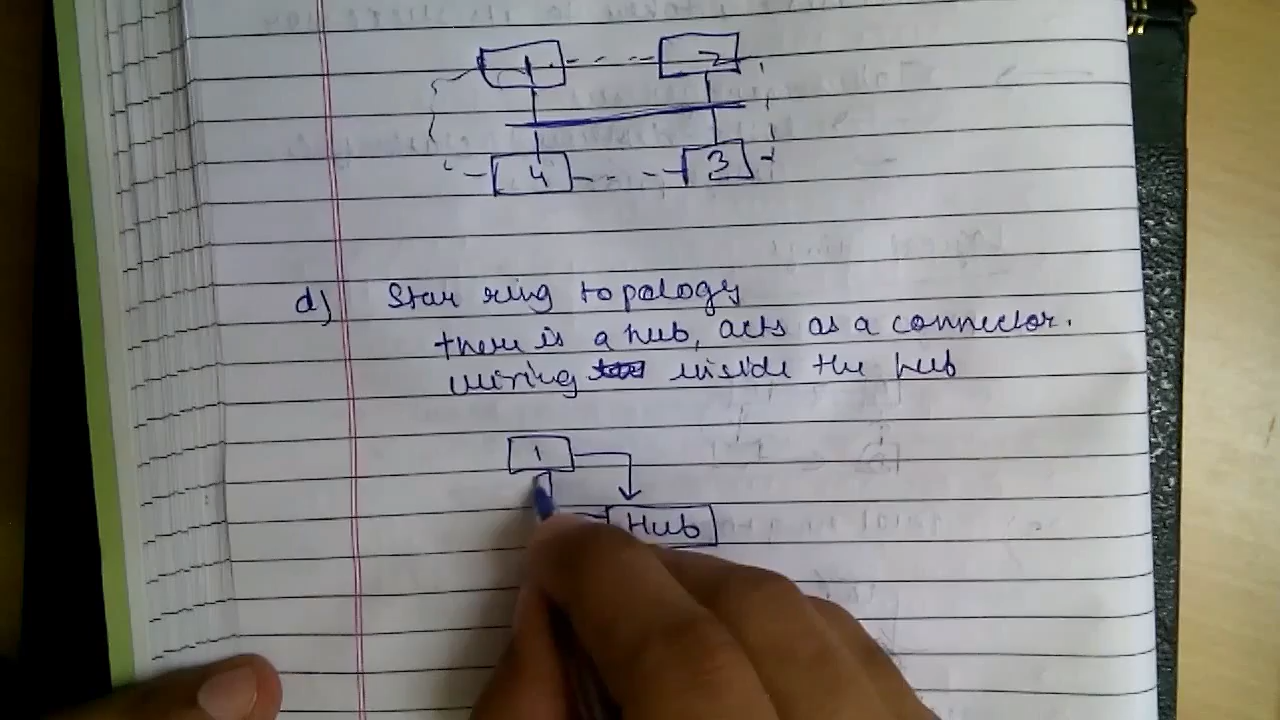 1 2
4 3
d) Star ring topology
there is a hub, acts as a connector.
wiring inside the hub
1
Hub